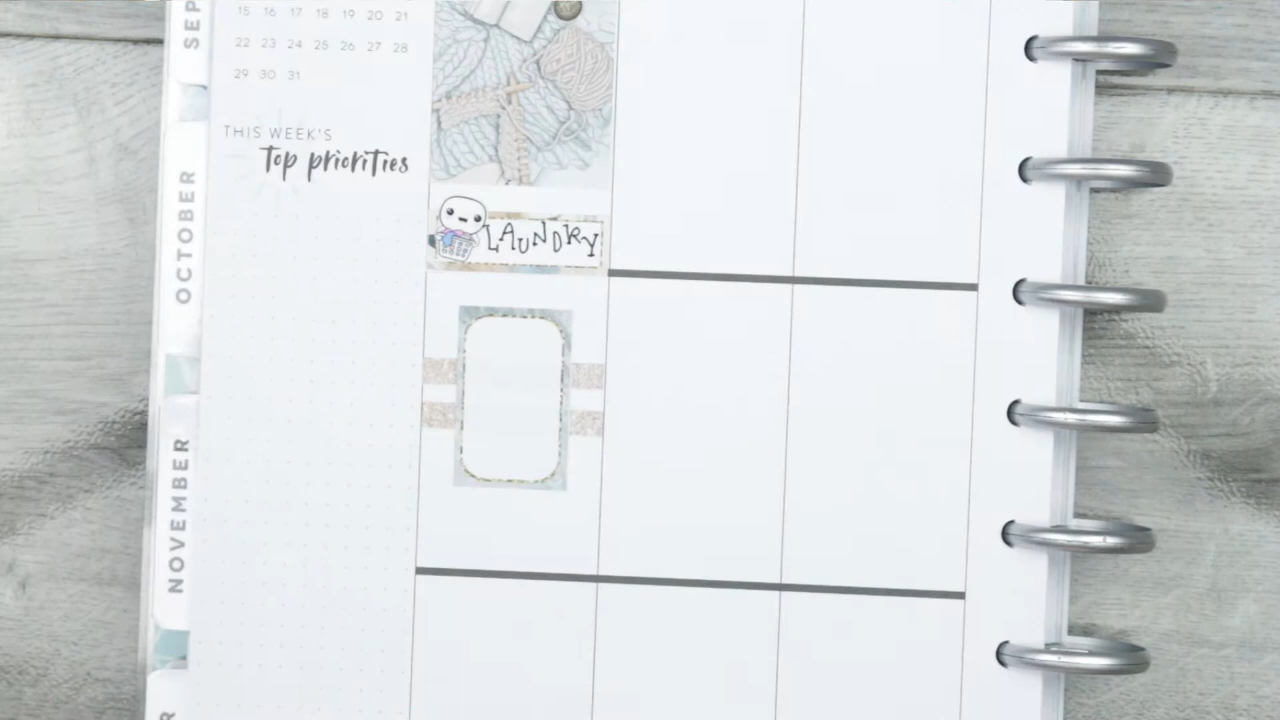 SEP
15 16 17 18 19 20 21
22 23 24 25 26 27 28
29 30 31
THIS WEEK'S
Top priorities
LAUNDRY
OCTOBER
NOVEMBER
R